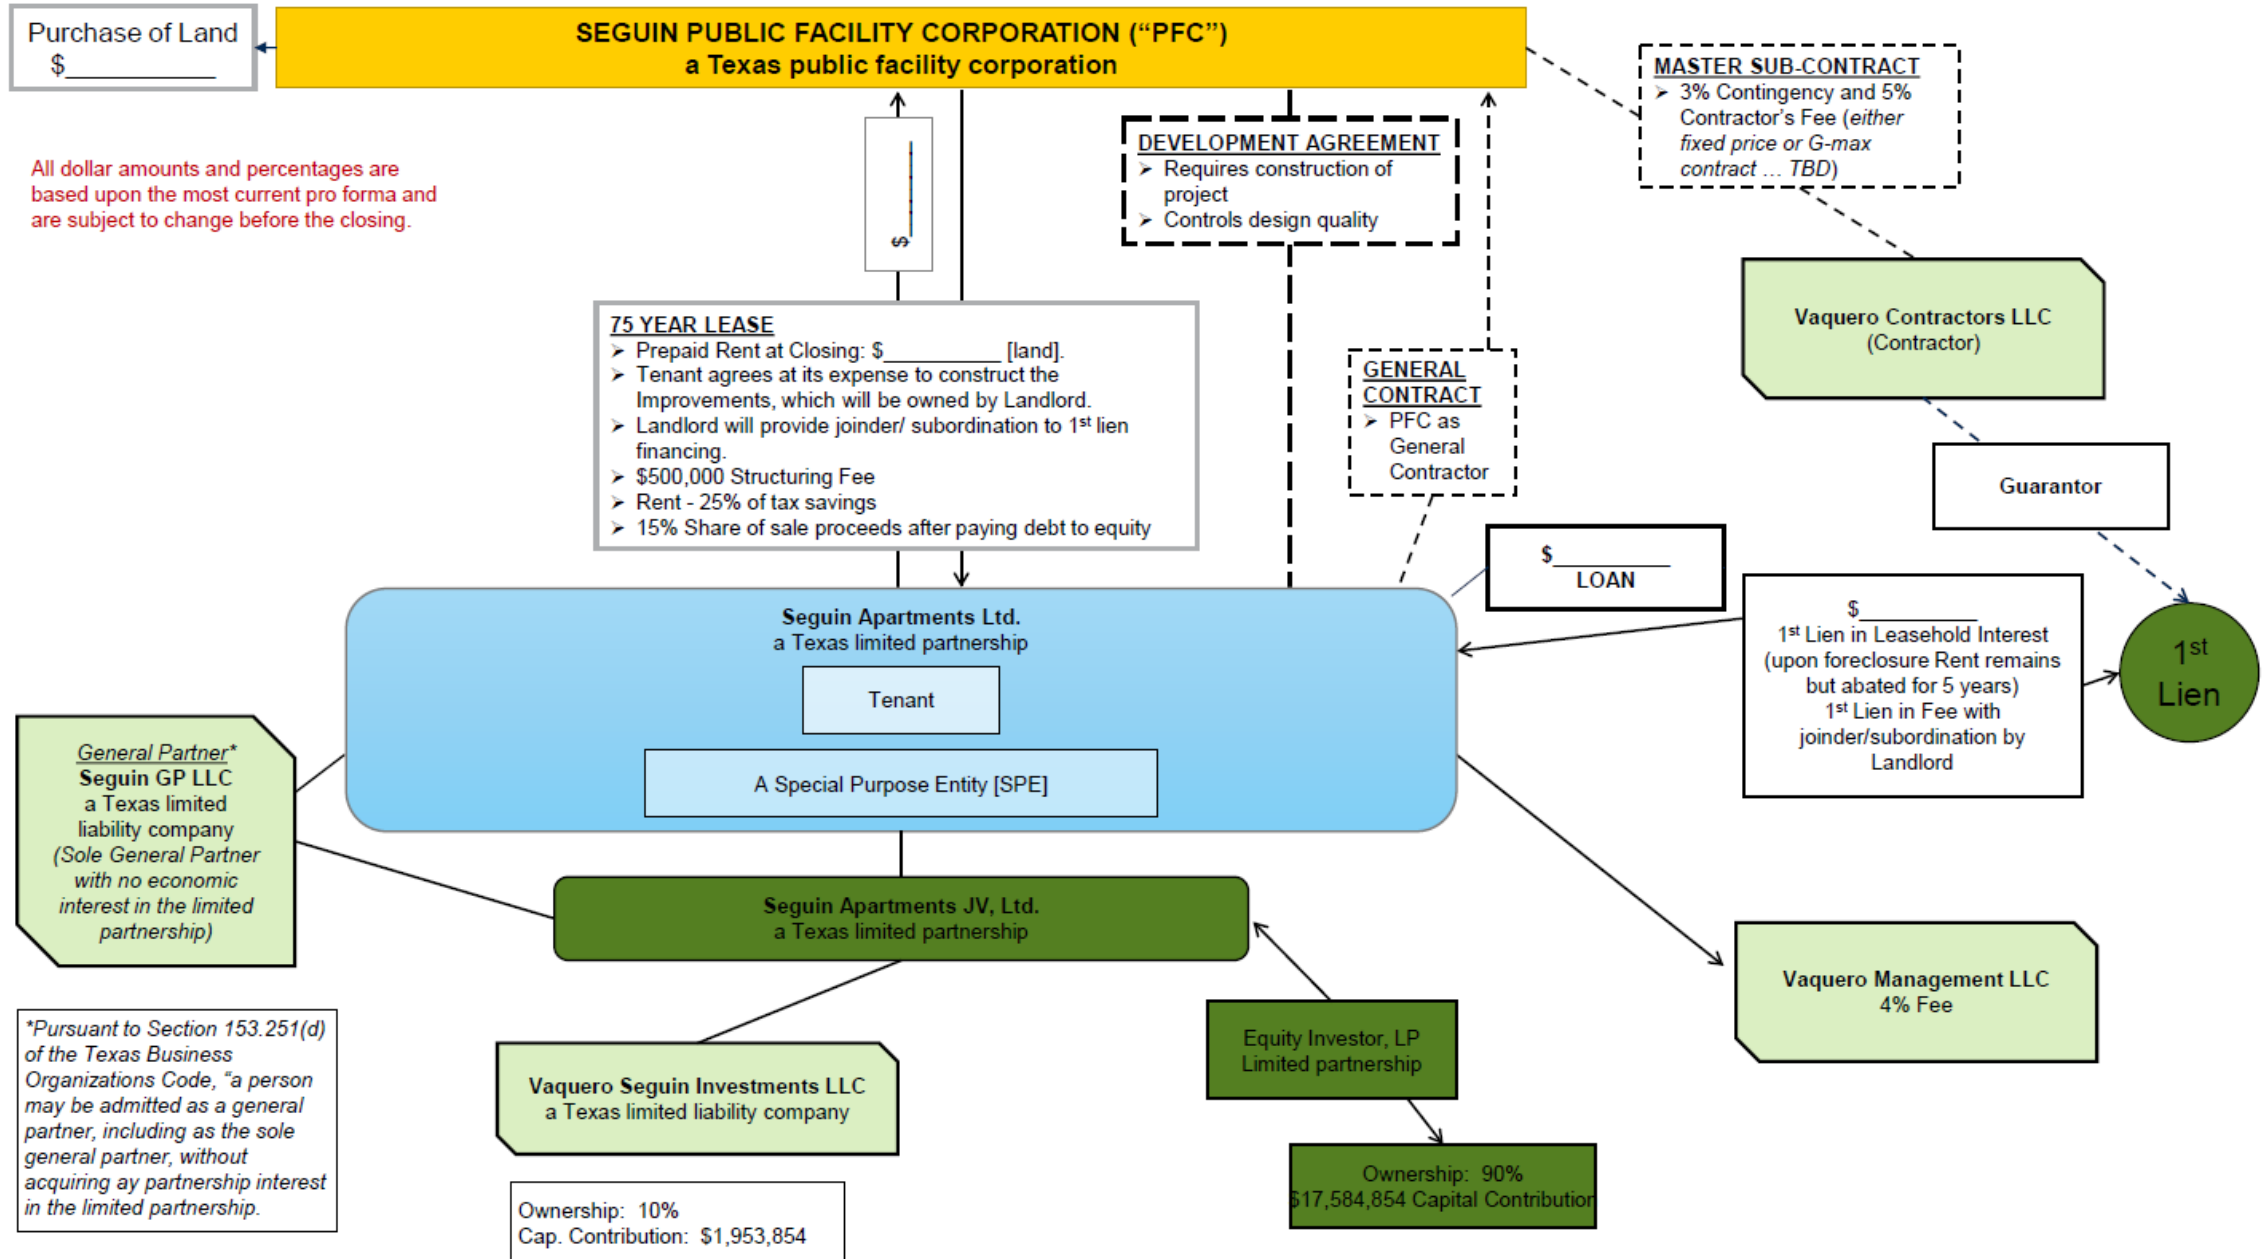 Purchase of Land
$__________
SEGUIN PUBLIC FACILITY CORPORATION (“PFC”)
a Texas public facility corporation
MASTER SUB-CONTRACT
➢ 3% Contingency and 5%
Contractor’s Fee (either
fixed price or G-max
contract … TBD)
All dollar amounts and percentages are
based upon the most current pro forma and
are subject to change before the closing.
$__________
DEVELOPMENT AGREEMENT
➢ Requires construction of
project
➢ Controls design quality
Vaquero Contractors LLC
(Contractor)
75 YEAR LEASE
➢ Prepaid Rent at Closing: $__________ [land].
➢ Tenant agrees at its expense to construct the
Improvements, which will be owned by Landlord.
➢ Landlord will provide joinder/ subordination to 1st lien
financing.
➢ $500,000 Structuring Fee
➢ Rent - 25% of tax savings
➢ 15% Share of sale proceeds after paying debt to equity
GENERAL
CONTRACT
➢ PFC as
General
Contractor
Guarantor
$__________
LOAN
Seguin Apartments Ltd.
a Texas limited partnership
Tenant
A Special Purpose Entity [SPE]
$__________
1st Lien in Leasehold Interest
(upon foreclosure Rent remains
but abated for 5 years)
1st Lien in Fee with
joinder/subordination by
Landlord
1st
Lien
General Partner*
Seguin GP LLC
a Texas limited
liability company
(Sole General Partner
with no economic
interest in the limited
partnership)
Seguin Apartments JV, Ltd.
a Texas limited partnership
Vaquero Management LLC
4% Fee
*Pursuant to Section 153.251(d)
of the Texas Business
Organizations Code, “a person
may be admitted as a general
partner, including as the sole
general partner, without
acquiring ay partnership interest
in the limited partnership.
Vaquero Seguin Investments LLC
a Texas limited liability company
Equity Investor, LP
Limited partnership
Ownership: 90%
$17,584,854 Capital Contribution
Ownership: 10%
Cap. Contribution: $1,953,854